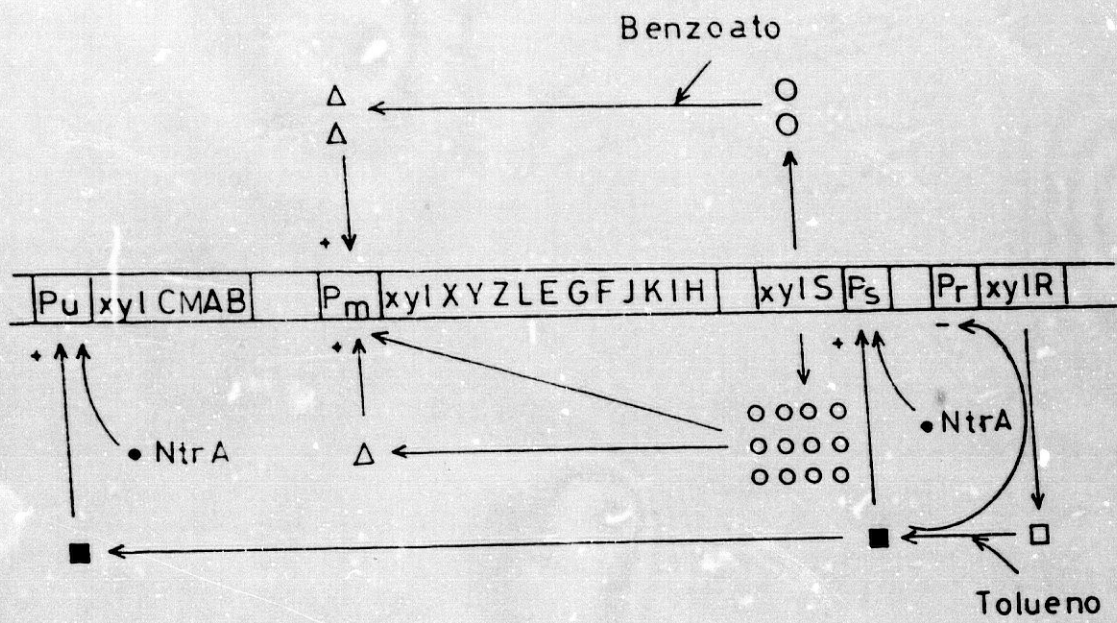 Benzoato
+
Pu xyl CMAB Pm xyl XYZLEGFJKIH xylS Ps Pr xylR
+ + + -
NtrA NtrA
Tolueno